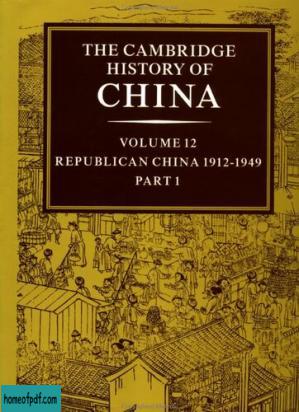 THE CAMBRIDGE
HISTORY OF
CHINA
VOLUME 12
REPUBLICAN CHINA 1912-1949
PART 1
homeofpdf.com